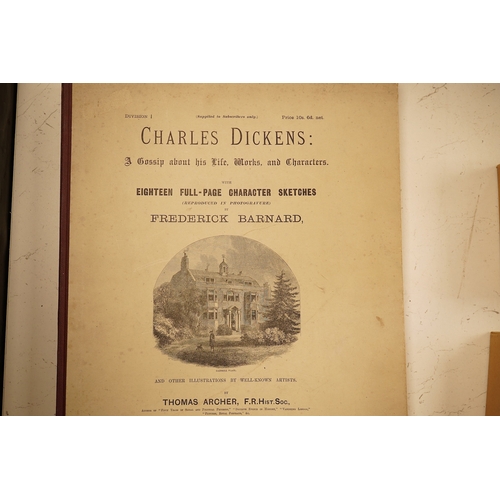 Division I (Supplied to Subscribers only.) Price 10s. 6d. net.
CHARLES DICKENS:
A Gossip about his Life, Works, and Characters.
WITH
EIGHTEEN FULL-PAGE CHARACTER SKETCHES
(REPRODUCED IN PHOTOGRAVURE)
BY
FREDERICK BARNARD,
AND OTHER ILLUSTRATIONS BY WELL-KNOWN ARTISTS.
BY
THOMAS ARCHER, F.R.HIST.SOC,